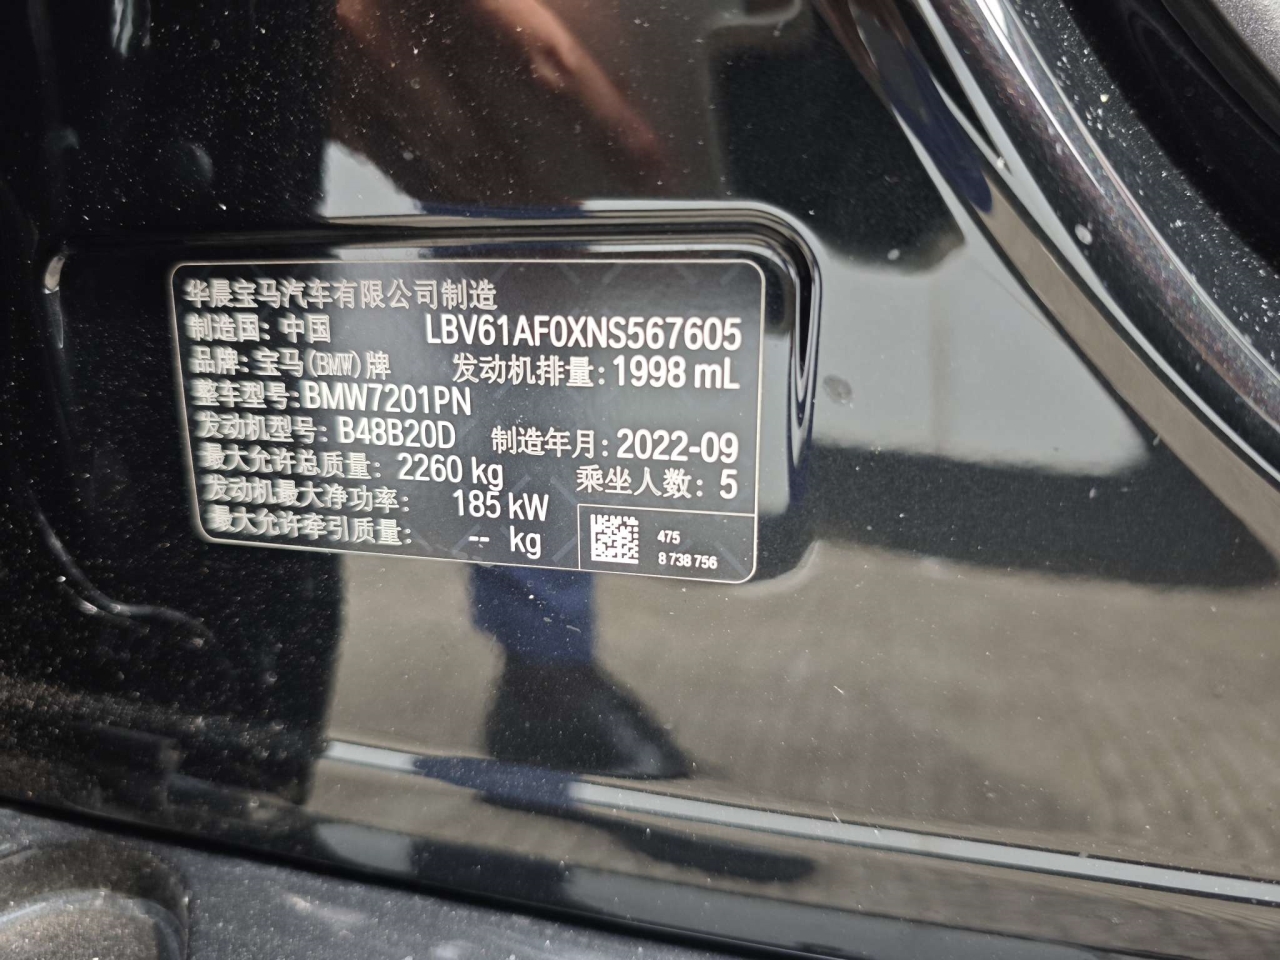 华晨宝马汽车有限公司制造
制造国: 中国 LBV61AF0XNS567605
品牌: 宝马(BMW)牌 发动机排量: 1998 mL
整车型号: BMW7201PN
发动机型号: B48B20D 制造年月: 2022-09
最大允许总质量: 2260 kg 乘坐人数: 5
发动机最大净功率: 185 kW
最大允许牵引质量: -- kg
475
8 738 756